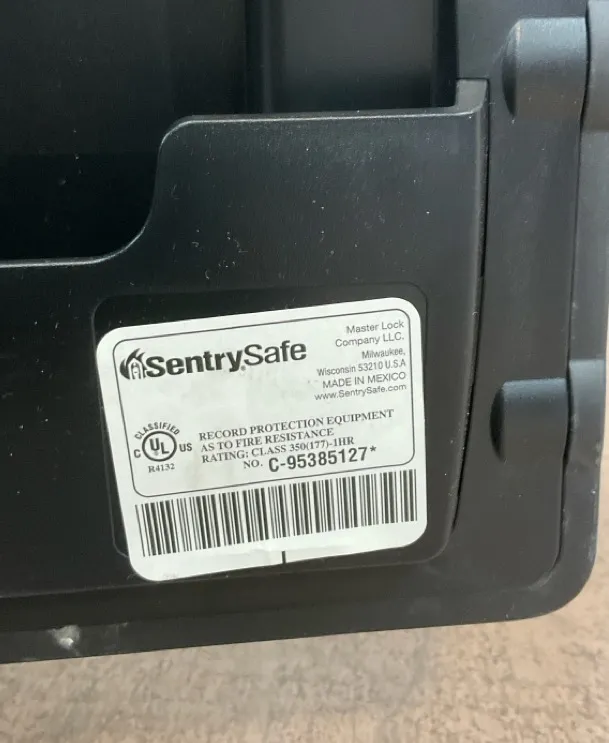 SentrySafe
Master Lock
Company LLC.
Milwaukee,
Wisconsin 53210 U.S.A
MADE IN MEXICO
www.SentrySafe.com
CLASSIFIED
C UL US
R4132
RECORD PROTECTION EQUIPMENT
AS TO FIRE RESISTANCE
RATING: CLASS 350(177)-1HR
NO. C-95385127*